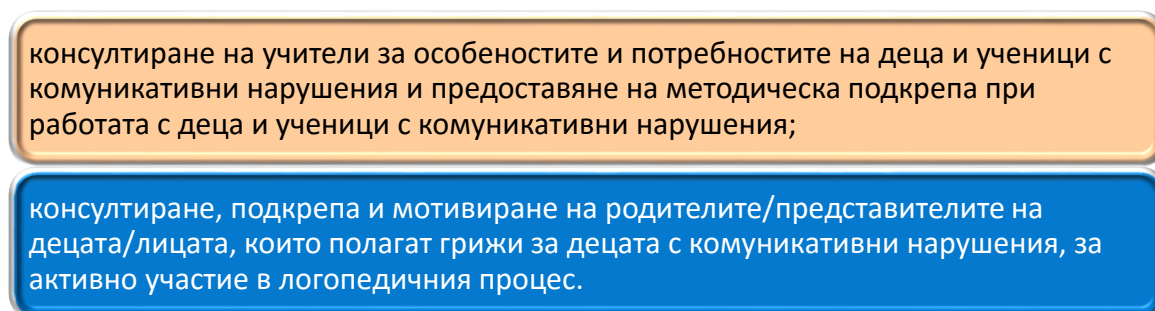 консултиране на учители за особеностите и потребностите на деца и ученици с
комуникативни нарушения и предоставяне на методическа подкрепа при
работата с деца и ученици с комуникативни нарушения;
консултиране, подкрепа и мотивиране на родителите/представителите на
децата/лицата, които полагат грижи за децата с комуникативни нарушения, за
активно участие в логопедичния процес.